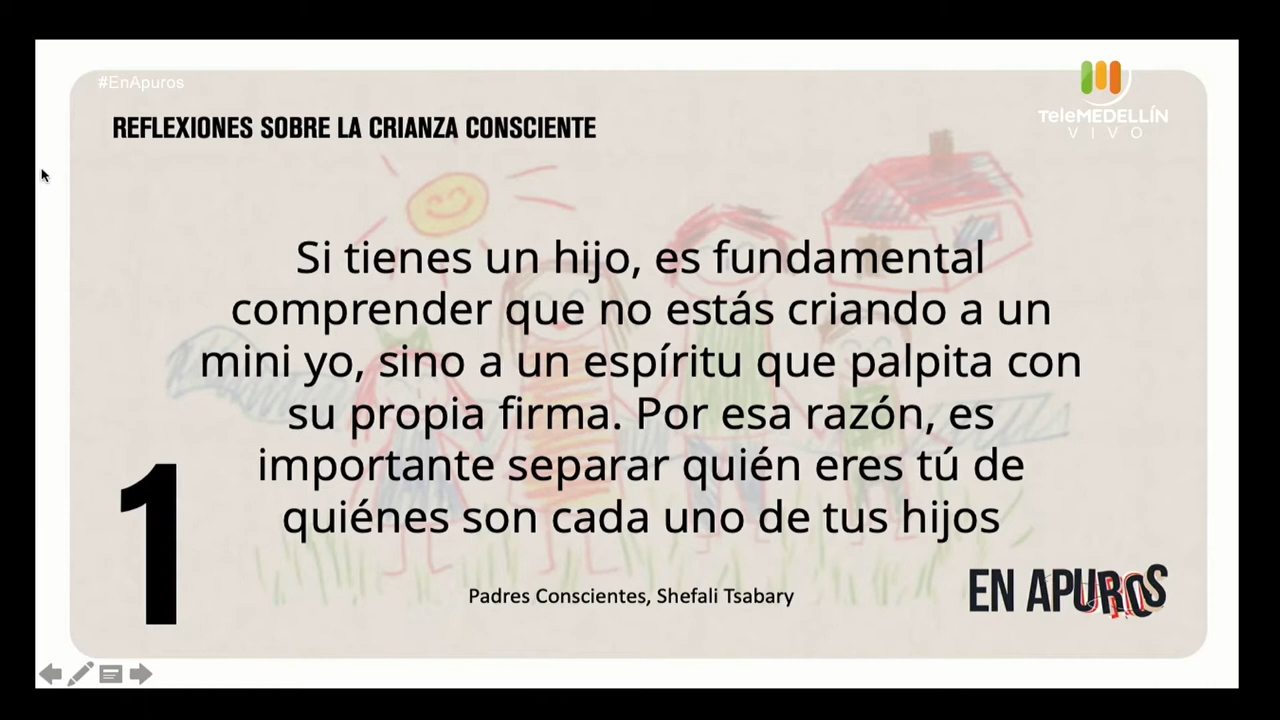 #EnApuros
TeleMEDELLÍN
VIVO
REFLEXIONES SOBRE LA CRIANZA CONSCIENTE
Si tienes un hijo, es fundamental
comprender que no estás criando a un
mini yo, sino a un espíritu que palpita con
su propia firma. Por esa razón, es
importante separar quién eres tú de
quiénes son cada uno de tus hijos
1
Padres Conscientes, Shefali Tsabary
EN APUROS